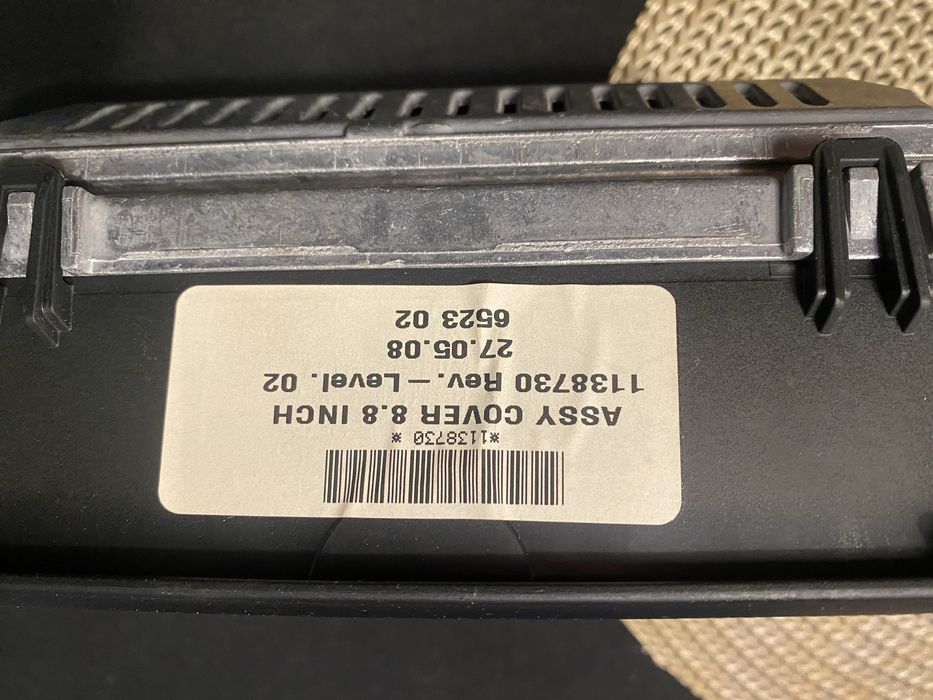 *1138730 *
ASSY COVER 8.8 INCH
1138730 Rev.-Level. 02
27.05.08
6523 02